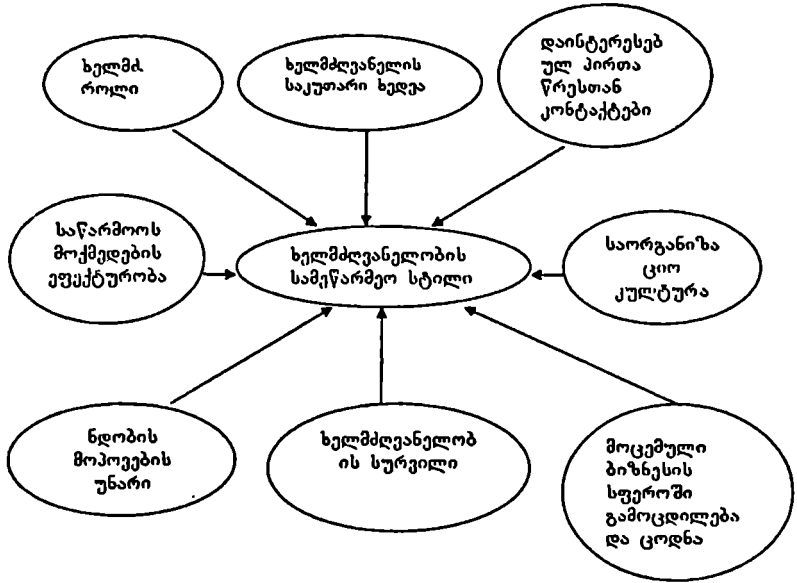 ხელმძ.
როლი
ხელმძღვანელის
საკუთარი ხედვა
დაინტერესებ
ულ პირთა
წრესთან
კონტაქტები
საწარმოოს
მოქმედების
ეფექტურობა
ხელმძღვანელობის
სამეწარმეო სტილი
საორგანიზა
ციო
კულტურა
ნდობის
მოპოვების
უნარი
ხელმძღვანელობ
ის სურვილი
მოცემული
ბიზნესის
სფეროში
გამოცდილება
და ცოდნა